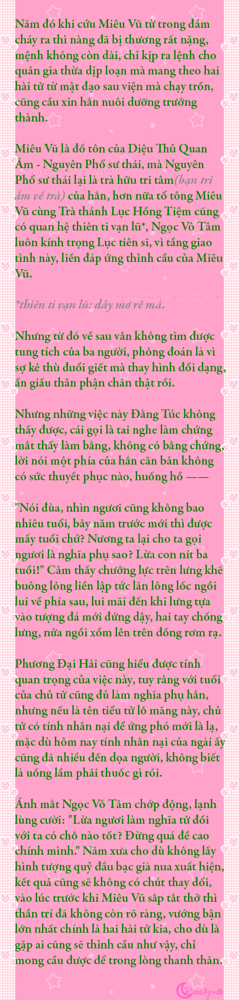 Năm đó khi cứu Miêu Vũ từ trong đám
cháy ra thì nàng đã bị thương rất nặng,
mệnh không còn dài, chỉ kịp ra lệnh cho
quản gia thừa dịp loạn mà mang theo hai
hài tử từ mật đạo sau viện mà chạy trốn,
cũng cầu xin hắn nuôi dưỡng trưởng
thành.
Miêu Vũ là đồ tôn của Diệu Thủ Quan
Âm - Nguyên Phổ sư thái, mà Nguyên
Phổ sư thái lại là trà hữu tri tâm(bạn tri
âm về trà) của hắn, hơn nữa tổ tông Miêu
Vũ cùng Trà thánh Lục Hồng Tiệm cũng
có quan hệ thiên ti vạn lũ*, Ngọc Vô Tâm
luôn kính trọng Lục tiên sĩ, vì tầng giao
tình này, liền đáp ứng thỉnh cầu của Miêu
Vũ.
OnguyetvancacO.wordpress.com
*thiên ti vạn lũ: dây mơ rễ má.
Nhưng từ đó về sau vẫn không tìm được
tung tích của ba người, phỏng đoán là vì
sợ kẻ thù đuổi giết mà thay hình đổi dạng,
ẩn giấu thân phận chân thật rồi.
Nhưng những việc này Đằng Túc không
thấy được, cái gọi là tai nghe làm chứng
mắt thấy làm bằng, không có bằng chứng,
lời nói một phía của hắn căn bản không
có sức thuyết phục nào, huống hồ ——
"Nói đùa, nhìn ngươi cũng không bao
nhiêu tuổi, bảy năm trước mới thì được
mấy tuổi chứ? Nương ta lại cho ta gọi
ngươi là nghĩa phụ sao? Lừa con nít ba
tuổi!" Cảm thấy chưởng lực trên lưng khẽ
buông lỏng liền lập tức lăn lông lốc ngồi
lui về phía sau, lui mãi đến khi lưng tựa
vào tượng đá mới đứng dậy, hai tay chống
lưng, nửa ngồi xổm lên trên đống rơm rạ.
Phương Đại Hải cũng hiểu được tính
quan trọng của việc này, tuy rằng với tuổi
của chủ tử cũng đủ làm nghĩa phụ hắn,
nhưng nếu là tên tiểu tử lỗ mãng này, chủ
tử có tính nhẫn nại để ứng phó mới là lạ,
mặc dù hôm nay tính nhẫn nại của ngài ấy
cũng đã nhiều đến dọa người, không biết
là uống lầm phải thuốc gì rồi.
Ánh mắt Ngọc Vô Tâm chớp động, lạnh
lùng cười: "Lừa ngươi làm nghĩa tử đối
với ta có chỗ nào tốt? Đừng quá đề cao
chính mình." Năm xưa cho dù không lấy
hình tượng quỷ đầu bạc già nua xuất hiện,
kết quả cũng sẽ không có chút thay đổi,
vào lúc trước khi Miêu Vũ sắp tắt thở thì
thần trí đã không còn rõ ràng, vướng bận
lớn nhất chính là hai hài tử kia, cho dù là
gặp ai cũng sẽ thỉnh cầu như vậy, chỉ
mong cầu được để trong lòng thanh thản.
Rosalyn